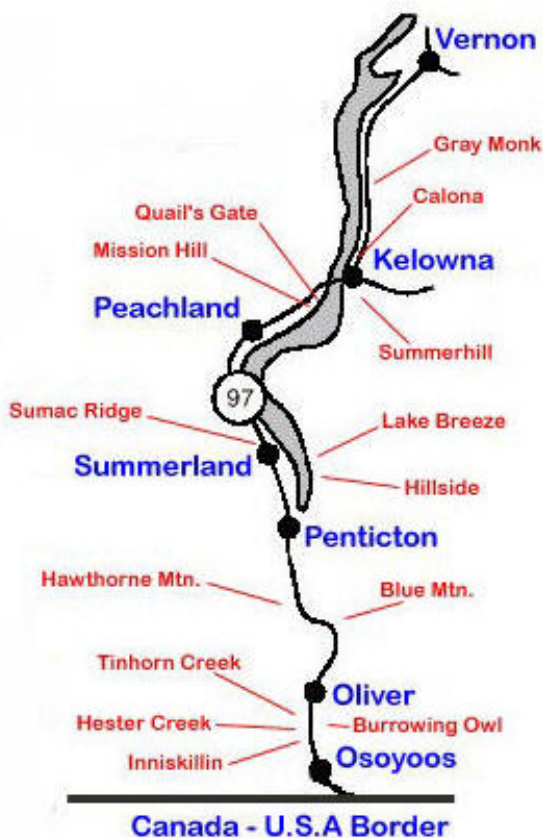 Vernon
Gray Monk
Calona
Quail's Gate
Mission Hill
Kelowna
Peachland
Summerhill
97
Sumac Ridge
Lake Breeze
Summerland
Hillside
Penticton
Hawthorne Mtn.
Blue Mtn.
Tinhorn Creek
Oliver
Hester Creek
Burrowing Owl
Inniskillin
Osoyoos
Canada - U.S.A Border